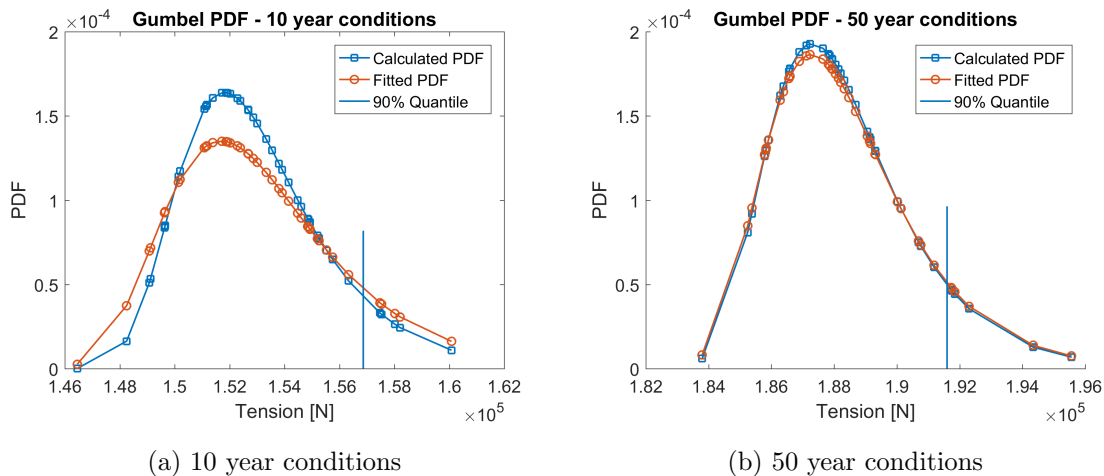 Gumbel PDF - 10 year conditions
×10-4
2
1.5
1
0.5
0
PDF
1.46 1.48 1.5 1.52 1.54 1.56 1.58 1.6 1.62
Tension [N]
×10 5
Calculated PDF
Fitted PDF
90% Quantile
(a) 10 year conditions
Gumbel PDF - 50 year conditions
×10-4
2
1.5
1
0.5
0
PDF
1.82 1.84 1.86 1.88 1.9 1.92 1.94 1.96
Tension [N]
×10 5
Calculated PDF
Fitted PDF
90% Quantile
(b) 50 year conditions